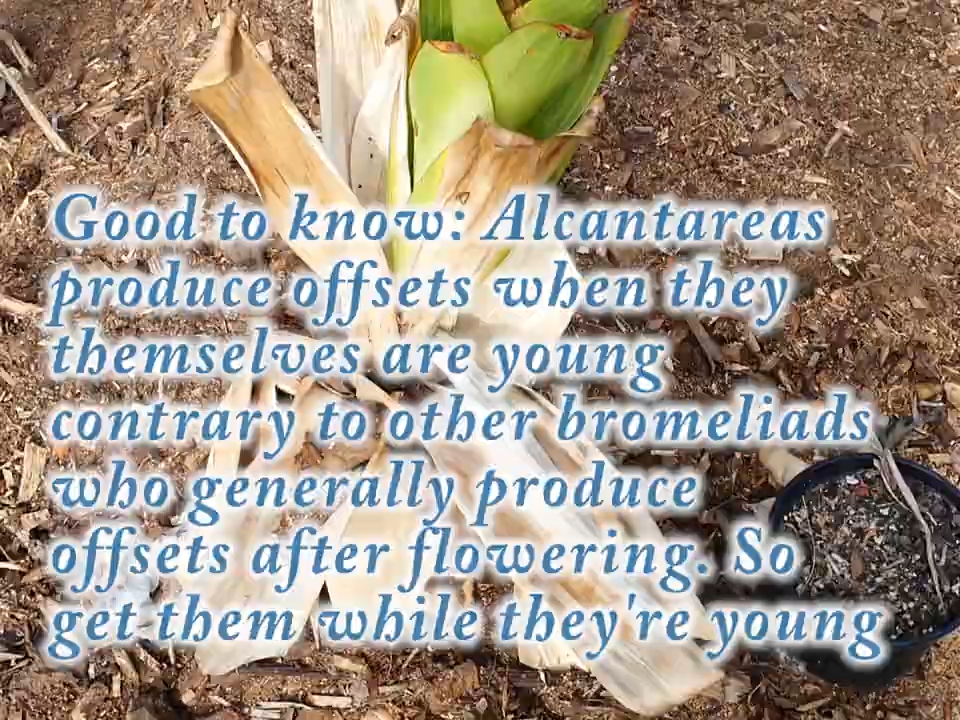 Good to know: Alcantareas
produce offsets when they
themselves are young
contrary to other bromeliads
who generally produce
offsets after flowering. So
get them while they're young